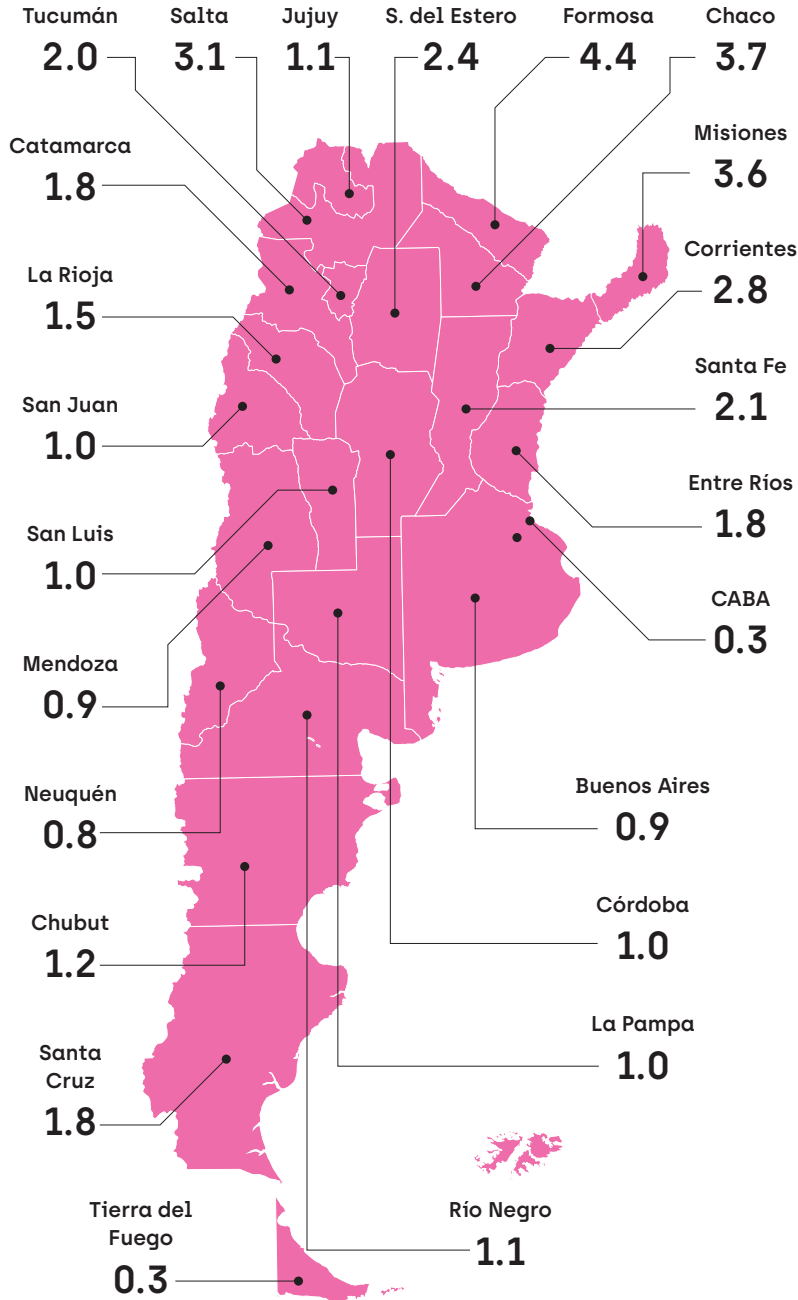 Tucumán
2.0
Salta
3.1
Jujuy
1.1
S. del Estero
2.4
Formosa
4.4
Chaco
3.7
Misiones
3.6
Catamarca
1.8
Corrientes
2.8
La Rioja
1.5
Santa Fe
2.1
San Juan
1.0
Entre Ríos
1.8
San Luis
1.0
CABA
0.3
Mendoza
0.9
Buenos Aires
0.9
Neuquén
0.8
Córdoba
1.0
Chubut
1.2
La Pampa
1.0
Santa
Cruz
1.8
Río Negro
1.1
Tierra del
Fuego
0.3